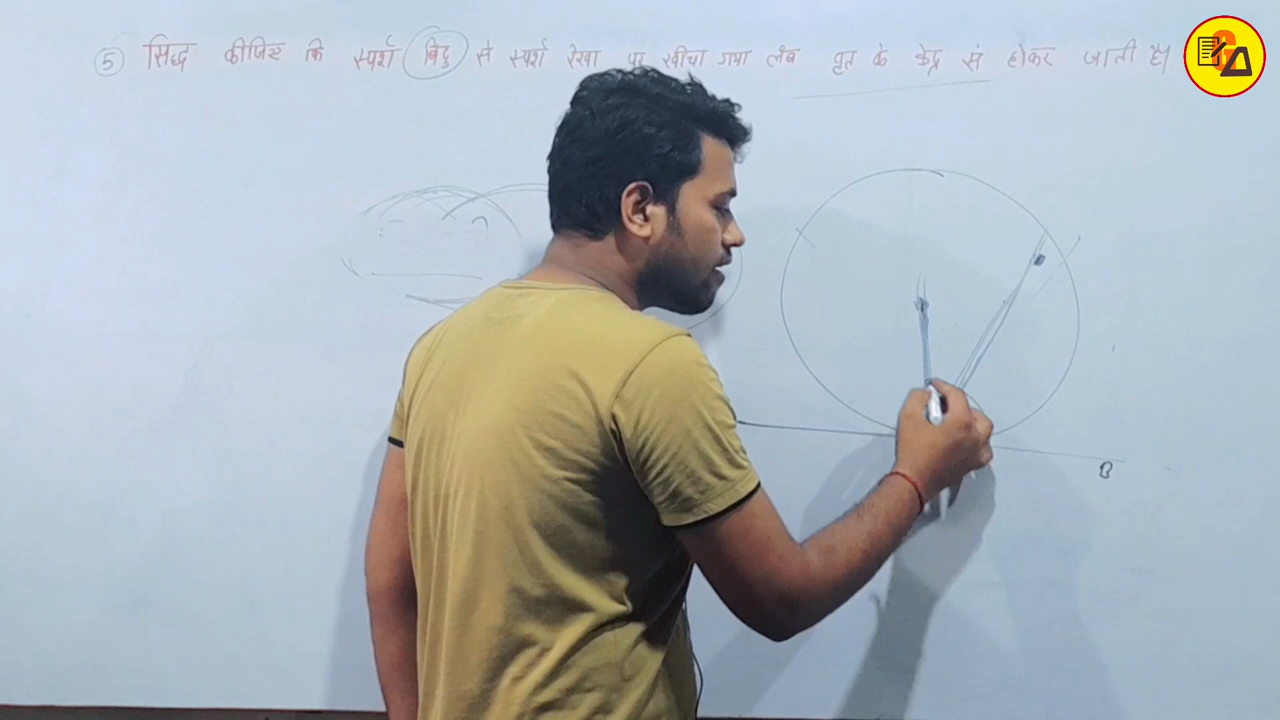 5 सिद्ध कीजिए कि स्पर्श बिंदु से स्पर्श रेखा पर खींचा गया लंब वृत के केंद्र से होकर जाती है।
B